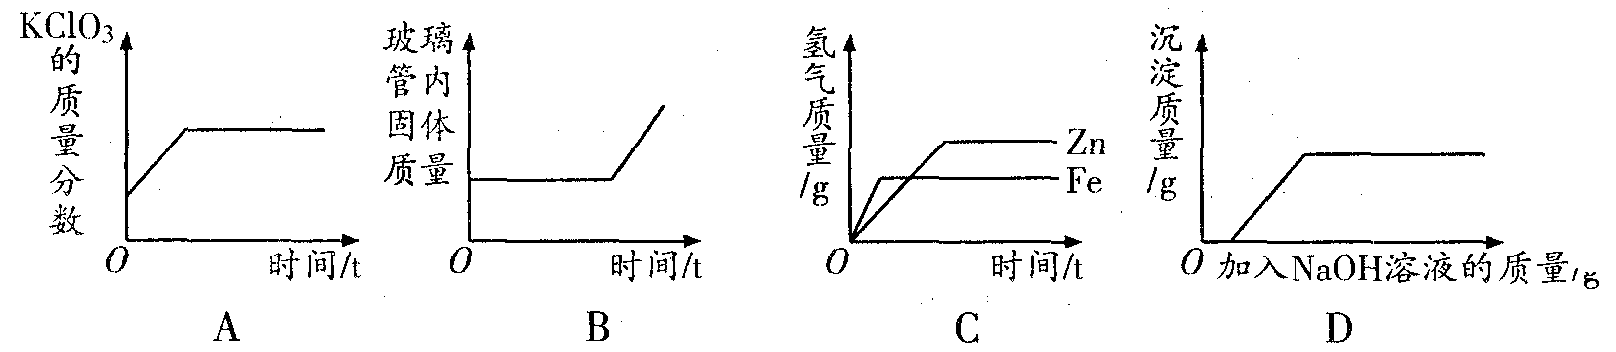 KClO₃
的质量分数
O
时间/t
A
玻璃
管内
固体
质量
O
时间/t
B
氢气质量/g
Zn
Fe
O
时间/t
C
沉淀质量/g
O
加入NaOH溶液的质量/g
D